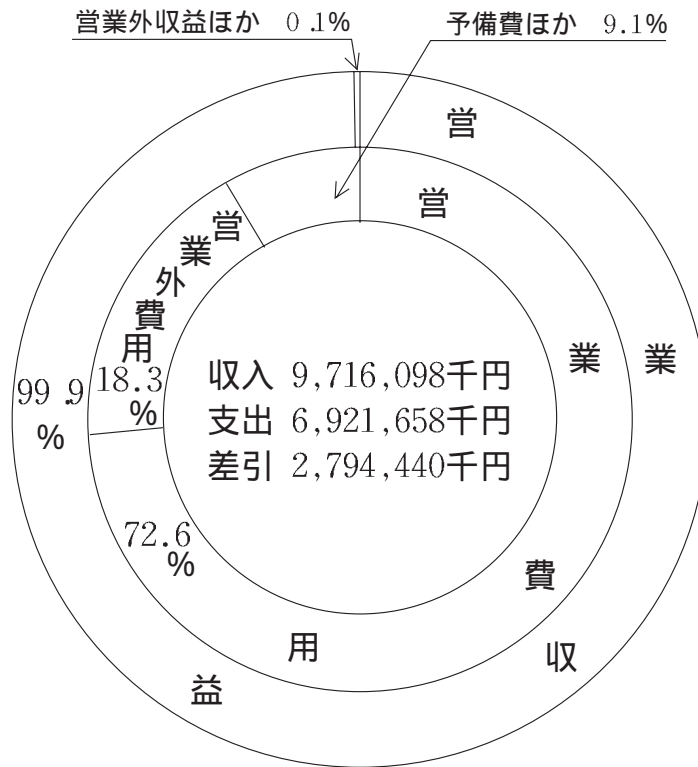 営業外収益ほか 0.1%
予備費ほか 9.1%
営業収益
99.9%
営業費用
72.6%
営業外費用
18.3%
収入 9,716,098千円
支出 6,921,658千円
差引 2,794,440千円